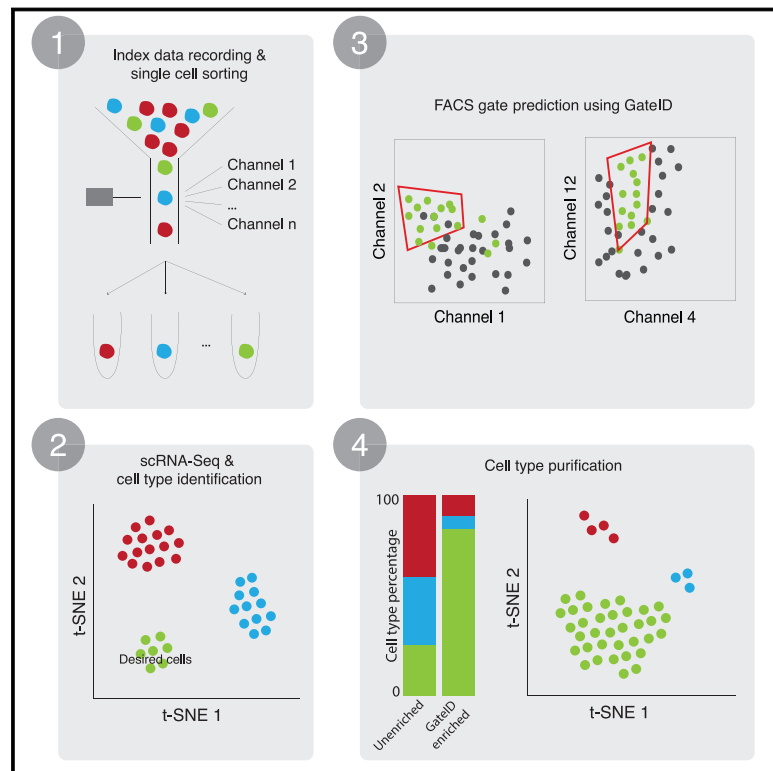 1
Index data recording &
single cell sorting
Channel 1
Channel 2
...
Channel n
...
2
scRNA-Seq &
cell type identification
t-SNE 2
Desired cells
t-SNE 1
3
FACS gate prediction using GateID
Channel 2
Channel 1
Channel 12
Channel 4
4
Cell type purification
100
Cell type percentage
0
Unenriched
GateID
enriched
t-SNE 2
t-SNE 1